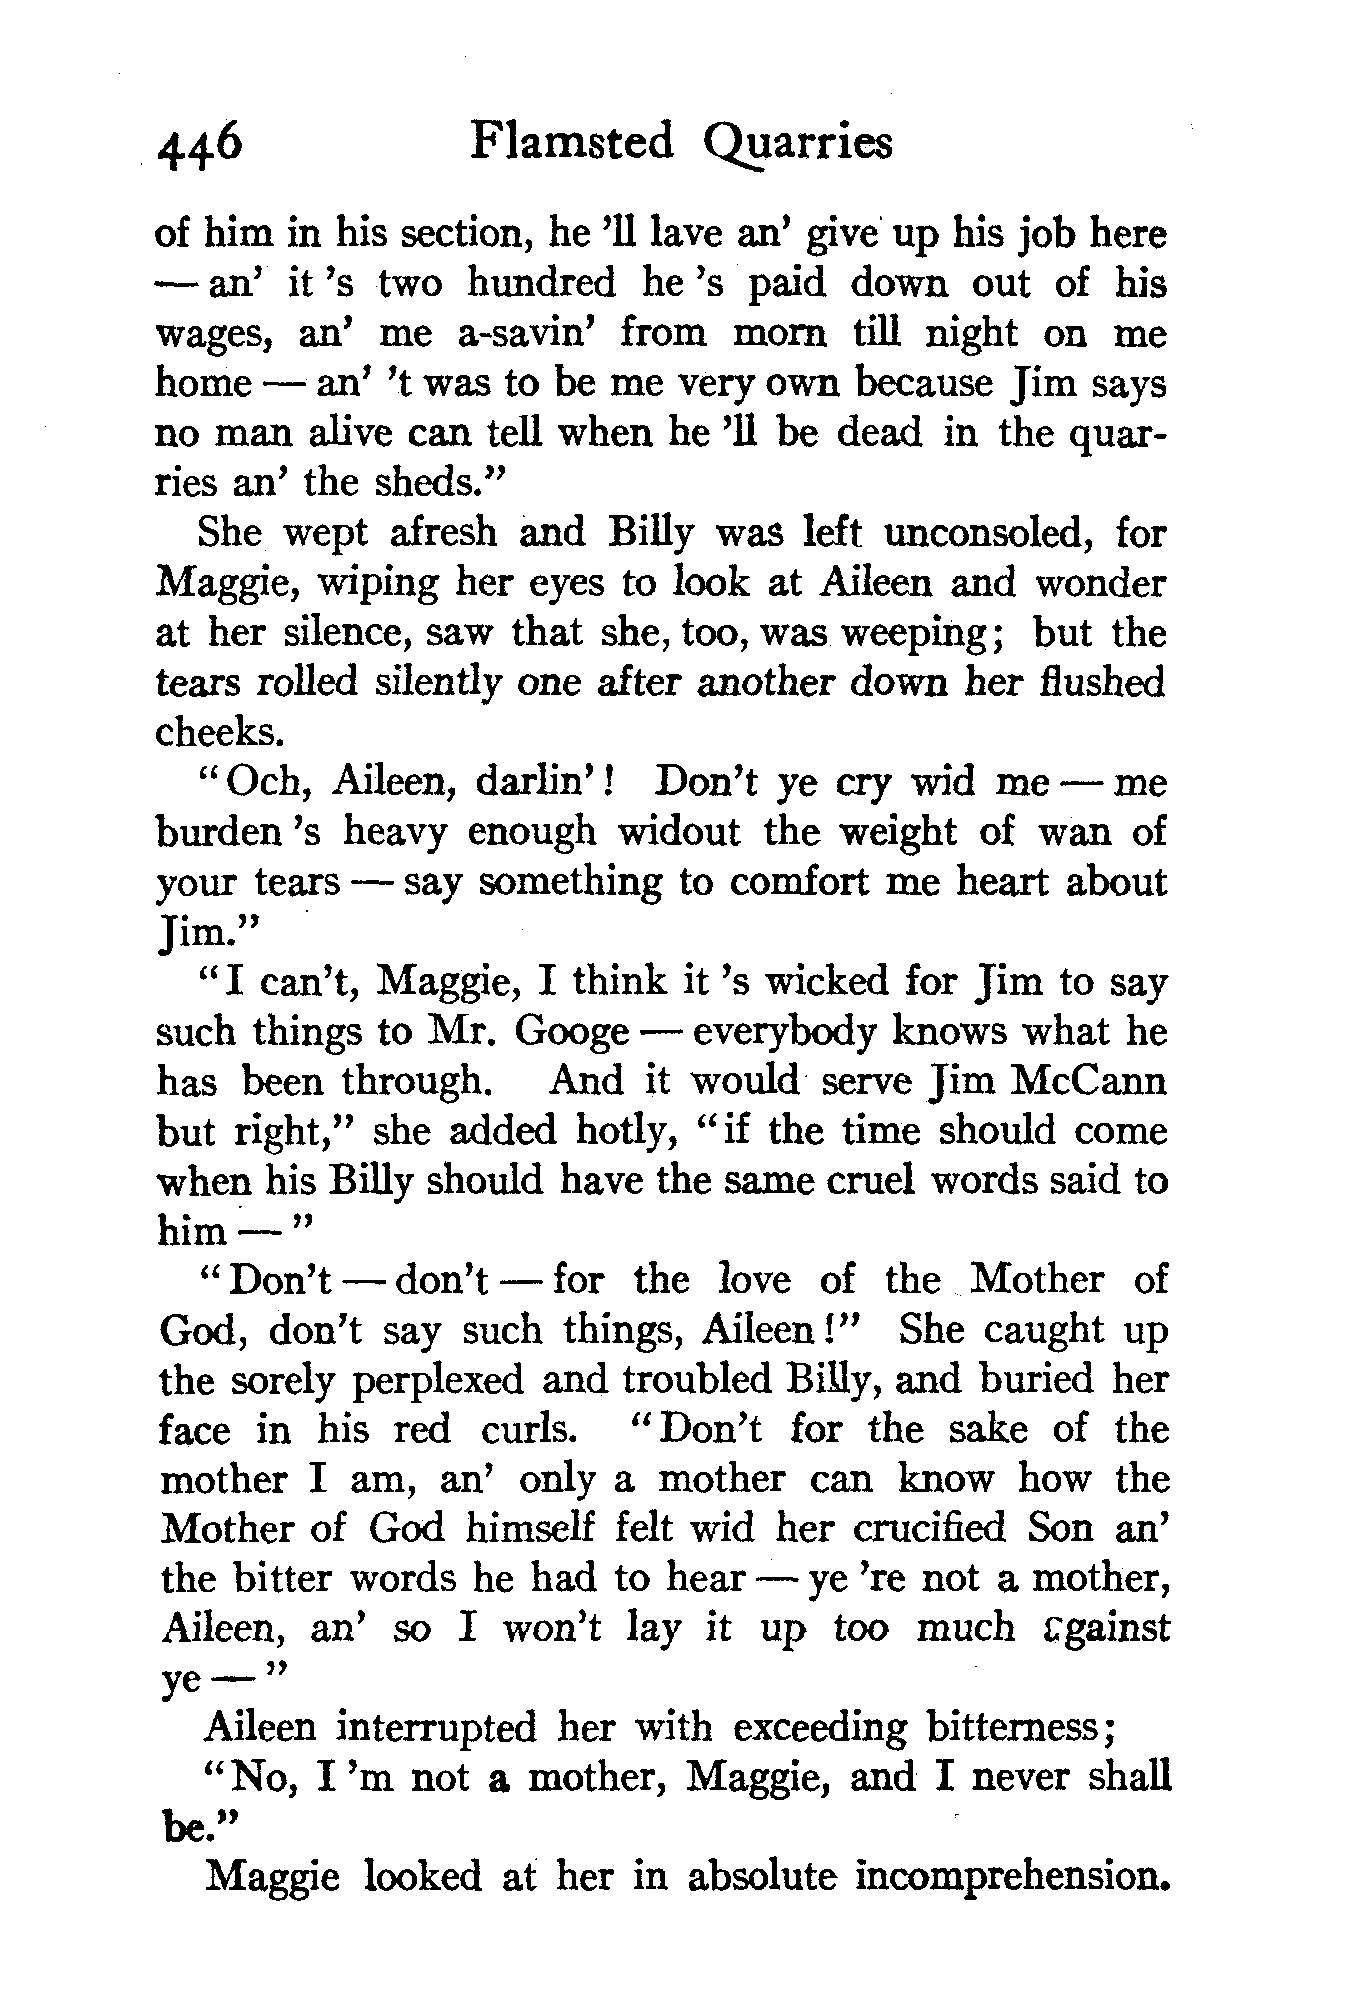 446 Flamsted Quarries
of him in his section, he 'll lave an' give up his job here
— an' it 's two hundred he 's paid down out of his
wages, an' me a-savin' from morn till night on me
home — an' 't was to be me very own because Jim says
no man alive can tell when he 'll be dead in the quar-
ries an' the sheds."
She wept afresh and Billy was left unconsoled, for
Maggie, wiping her eyes to look at Aileen and wonder
at her silence, saw that she, too, was weeping; but the
tears rolled silently one after another down her flushed
cheeks.
"Och, Aileen, darlin'! Don't ye cry wid me — me
burden 's heavy enough widout the weight of wan of
your tears — say something to comfort me heart about
Jim."
"I can't, Maggie, I think it 's wicked for Jim to say
such things to Mr. Googe — everybody knows what he
has been through. And it would serve Jim McCann
but right," she added hotly, "if the time should come
when his Billy should have the same cruel words said to
him — "
"Don't — don't — for the love of the Mother of
God, don't say such things, Aileen!" She caught up
the sorely perplexed and troubled Billy, and buried her
face in his red curls. "Don't for the sake of the
mother I am, an' only a mother can know how the
Mother of God himself felt wid her crucified Son an'
the bitter words he had to hear — ye 're not a mother,
Aileen, an' so I won't lay it up too much against
ye — "
Aileen interrupted her with exceeding bitterness;
"No, I 'm not a mother, Maggie, and I never shall
be."
Maggie looked at her in absolute incomprehension.